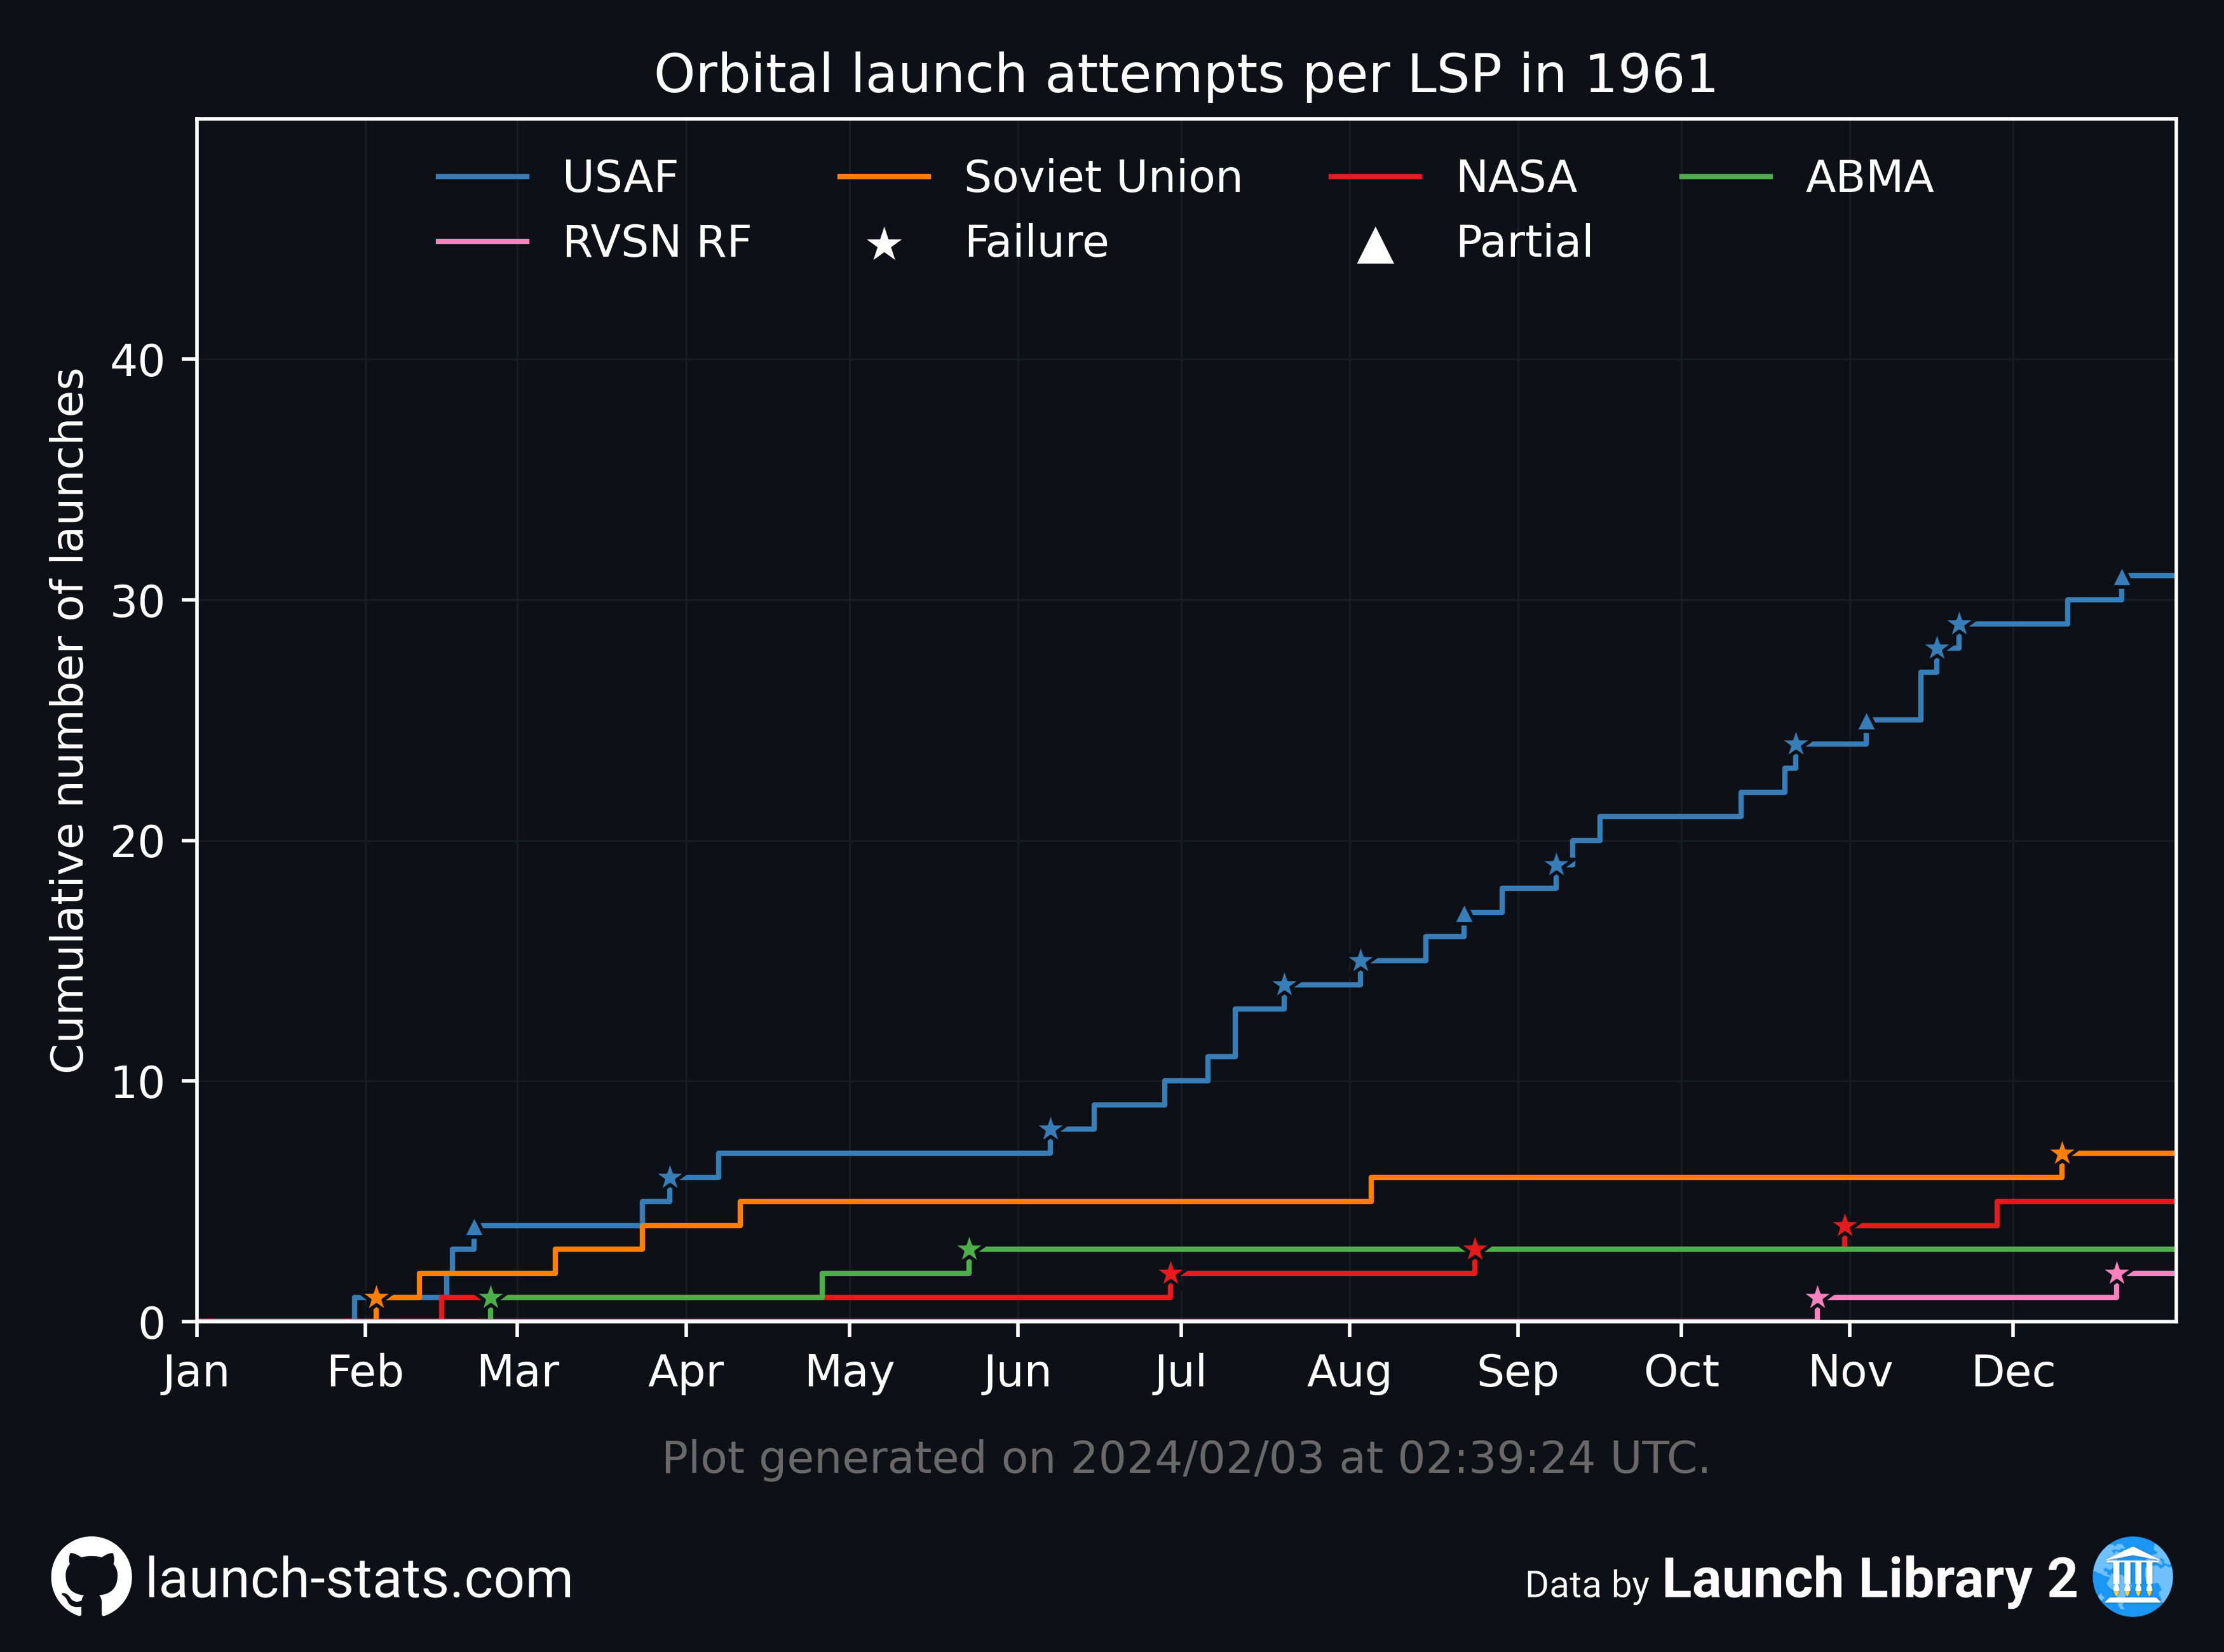 Orbital launch attempts per LSP in 1961
USAF Soviet Union NASA ABMA
RVSN RF Failure Partial
Cumulative number of launches
40
30
20
10
0
Jan Feb Mar Apr May Jun Jul Aug Sep Oct Nov Dec
Plot generated on 2024/02/03 at 02:39:24 UTC.
launch-stats.com
Data by Launch Library 2